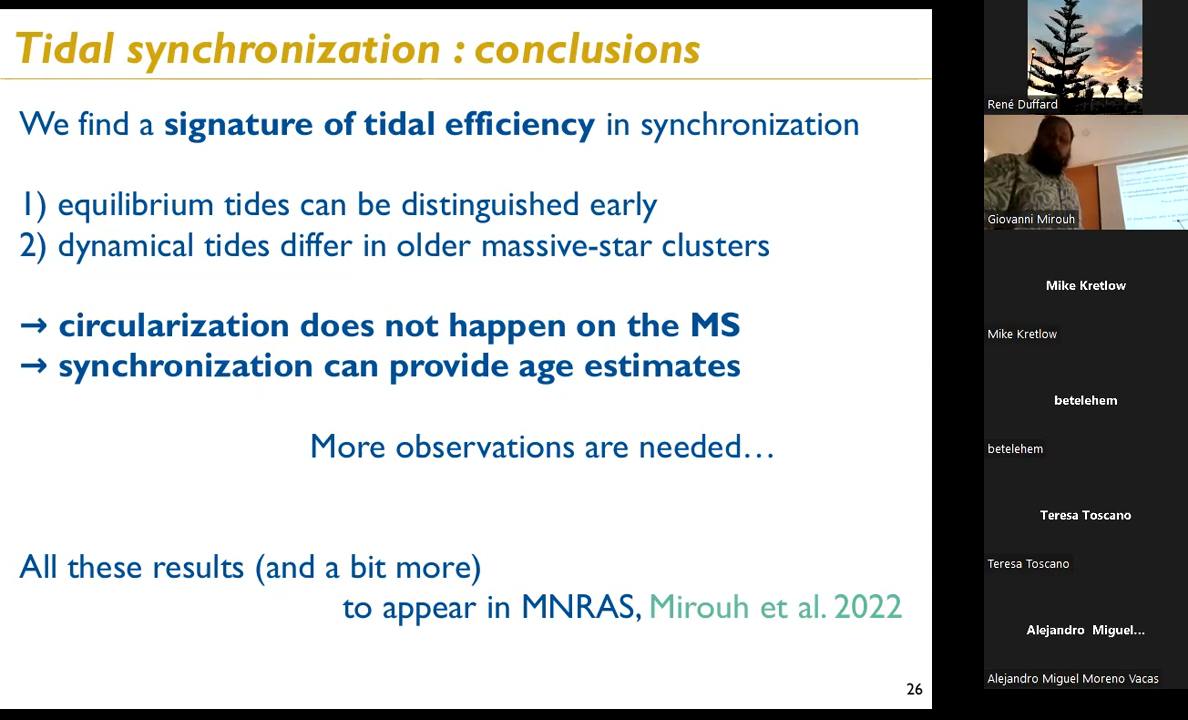 Tidal synchronization : conclusions
We find a signature of tidal efficiency in synchronization
1) equilibrium tides can be distinguished early
2) dynamical tides differ in older massive-star clusters
→ circularization does not happen on the MS
→ synchronization can provide age estimates
More observations are needed…
All these results (and a bit more)
to appear in MNRAS, Mirouh et al. 2022
26
René Duffard
Giovanni Mirouh
Mike Kretlow
Mike Kretlow
betelehem
betelehem
Teresa Toscano
Teresa Toscano
Alejandro Miguel...
Alejandro Miguel Moreno Vacas